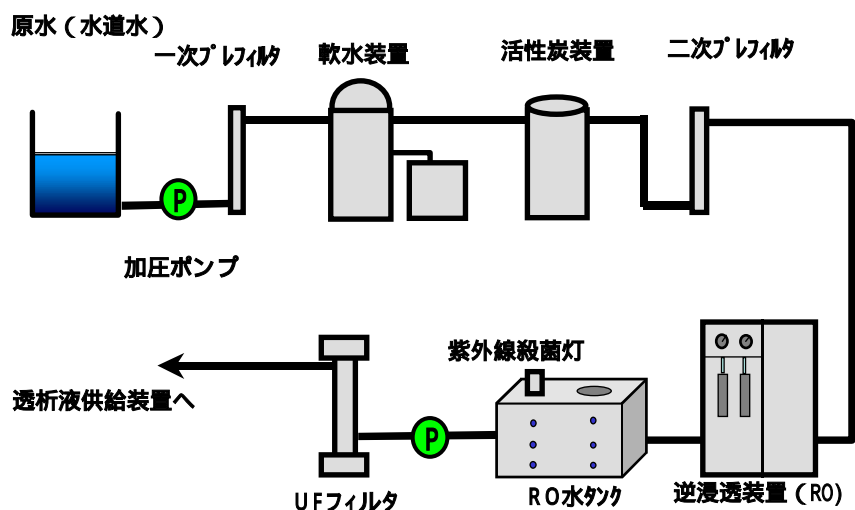 原水（水道水）
一次プレフィルタ
軟水装置
活性炭装置
二次プレフィルタ
P
加圧ポンプ
紫外線殺菌灯
透析液供給装置へ
P
UFフィルタ
RO水タンク
逆浸透装置（RO)